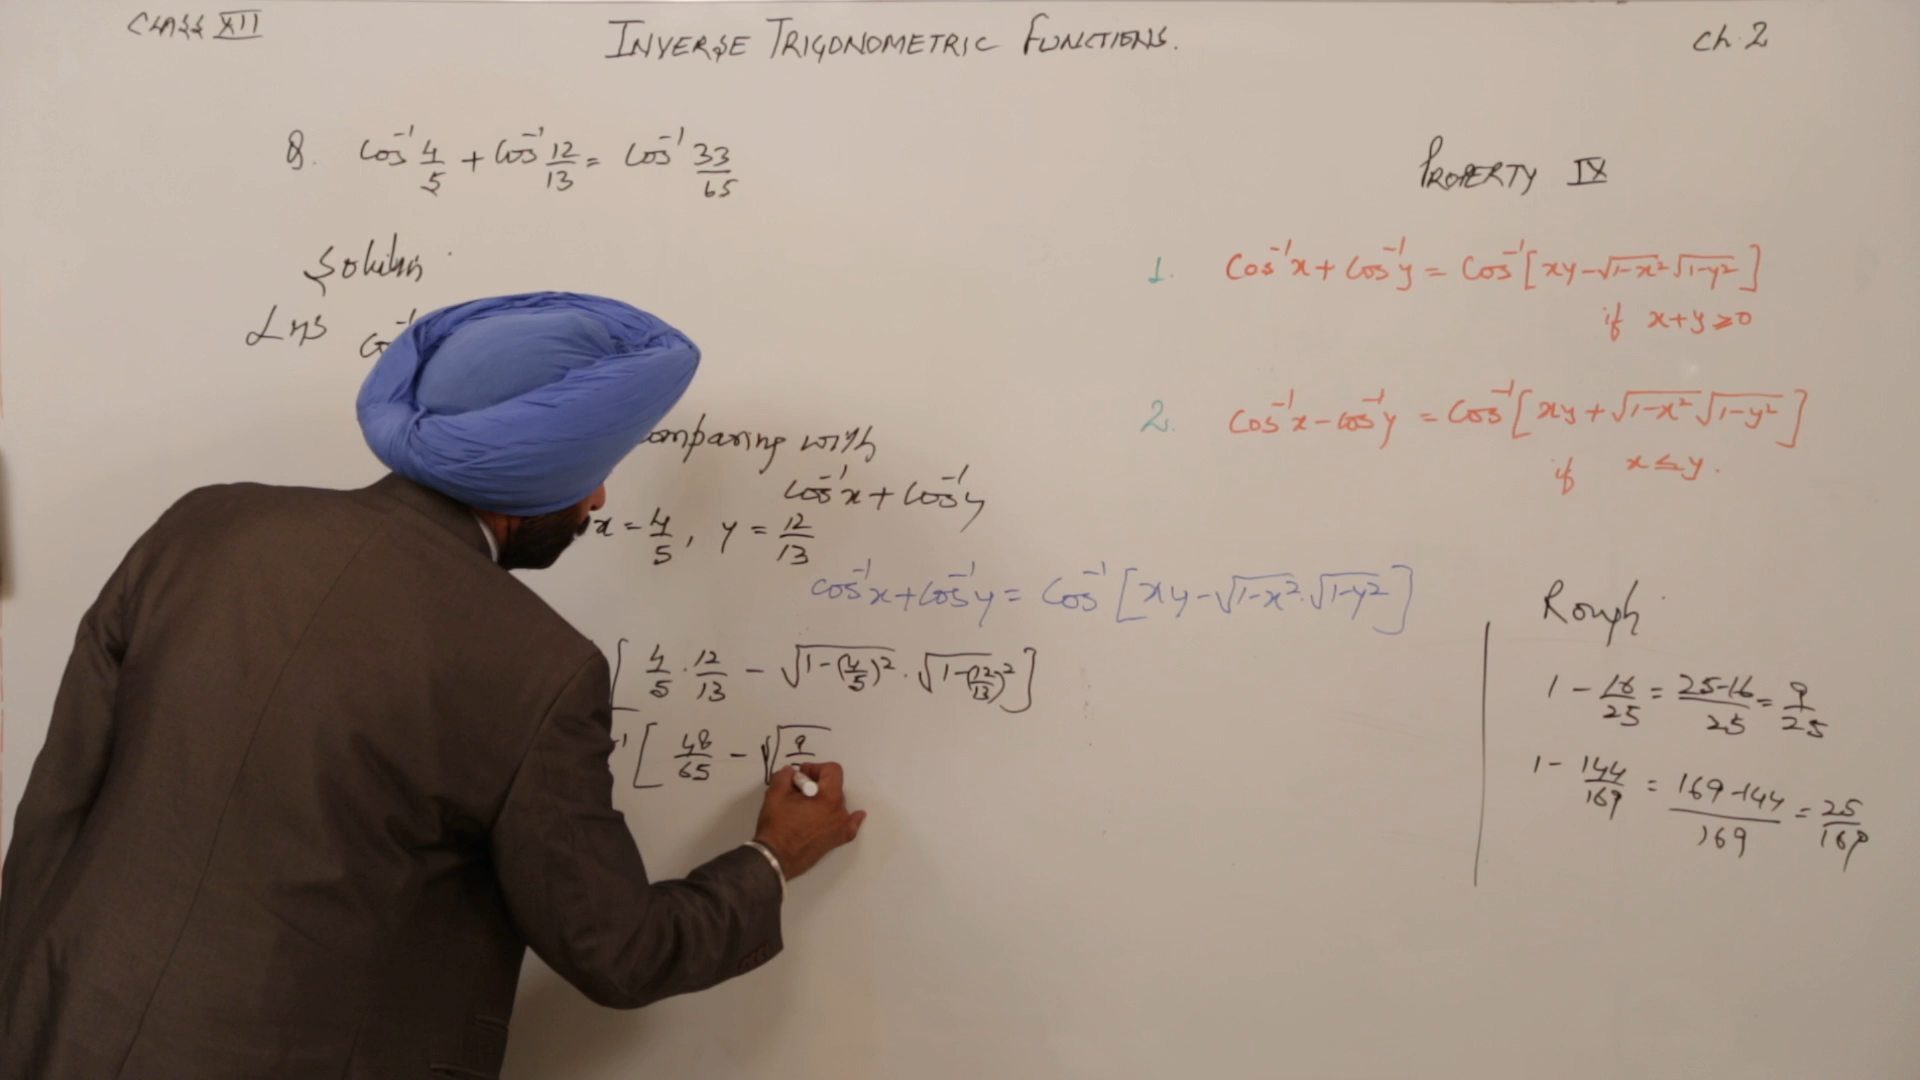 CLASS XII
INVERSE TRIGONOMETRIC FUNCTIONS.
Ch. 2
Q. Cos⁻¹ 4/5 + Cos⁻¹ 12/13 = Cos⁻¹ 33/65
Solution
LHS
Comparing with
Cos⁻¹x + Cos⁻¹y
x = 4/5, y = 12/13
cos⁻¹x + Cos⁻¹y = Cos⁻¹ [xy - √1-x² . √1-y²]
[4/5 . 12/13 - √1-(4/5)² . √1-(12/13)²]
⁻¹ [48/65 - √9
PROPERTY IX
1. Cos⁻¹x + Cos⁻¹y = Cos⁻¹[xy - √1-x² √1-y²]
if x+y ≥ 0
2. Cos⁻¹x - Cos⁻¹y = Cos⁻¹[xy + √1-x² √1-y²]
if x ≤ y.
Rough
1 - 16/25 = 25-16/25 = 9/25
1 - 144/169 = 169-144/169 = 25/169